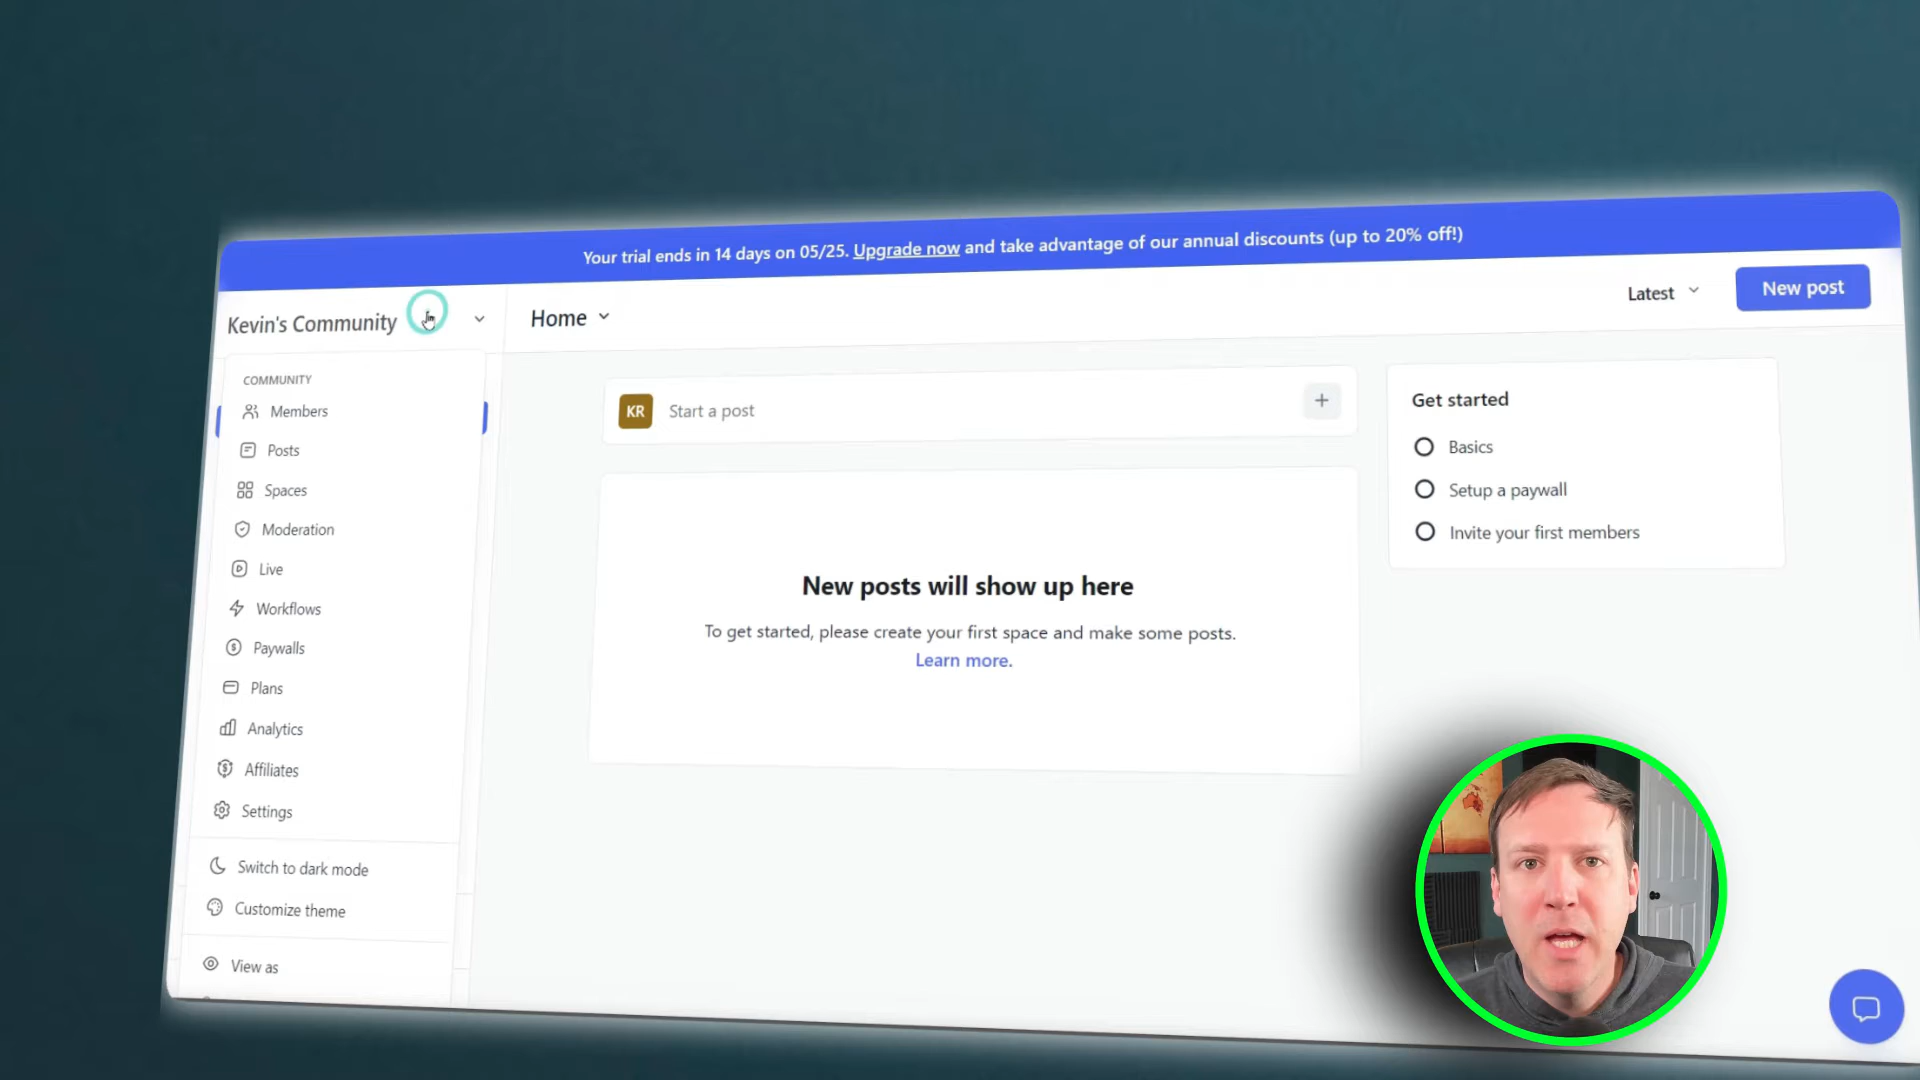 Your trial ends in 14 days on 05/25. Upgrade now and take advantage of our annual discounts (up to 20% off!)
Kevin's Community
Home
Latest
New post
COMMUNITY
Members
Posts
Spaces
Moderation
Live
Workflows
Paywalls
Plans
Analytics
Affiliates
Settings
Switch to dark mode
Customize theme
View as
KR
Start a post
New posts will show up here
To get started, please create your first space and make some posts.
Learn more.
Get started
Basics
Setup a paywall
Invite your first members